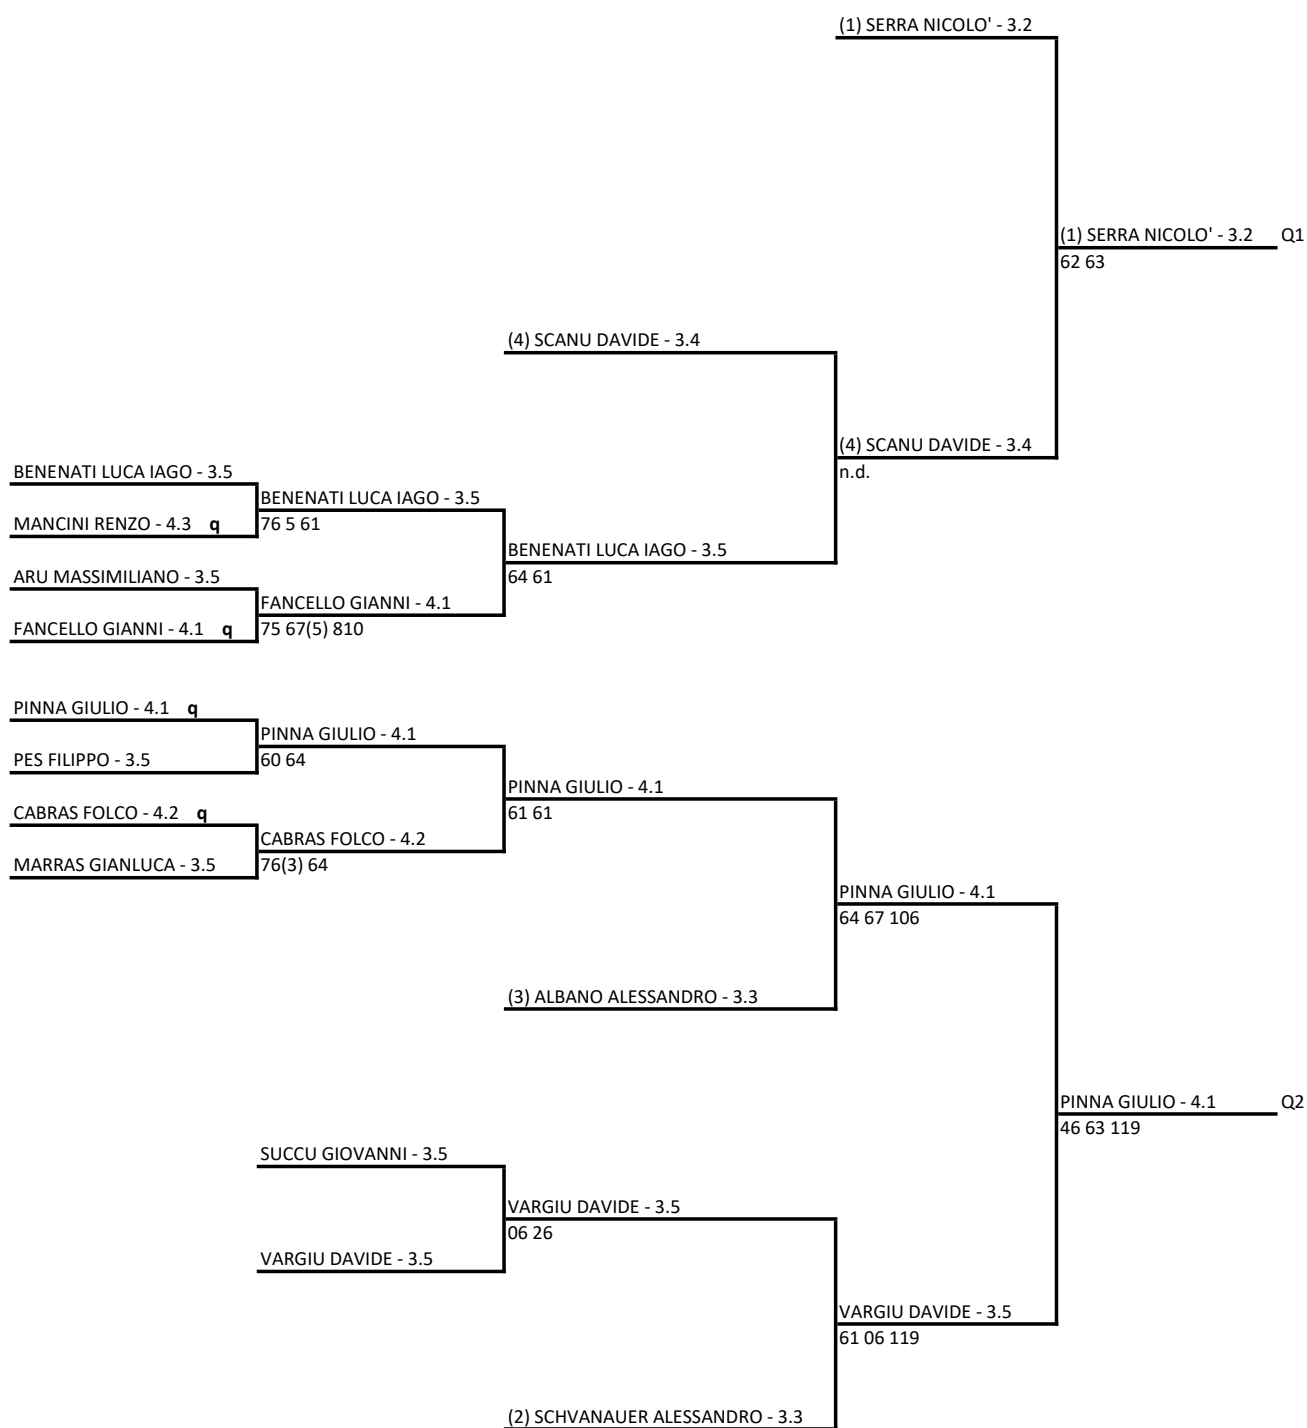 (1) SERRA NICOLO' - 3.2
(1) SERRA NICOLO' - 3.2 Q1
62 63
(4) SCANU DAVIDE - 3.4
(4) SCANU DAVIDE - 3.4
n.d.
BENENATI LUCA IAGO - 3.5
BENENATI LUCA IAGO - 3.5
MANCINI RENZO - 4.3 q
76 5 61
BENENATI LUCA IAGO - 3.5
64 61
ARU MASSIMILIANO - 3.5
FANCELLO GIANNI - 4.1
FANCELLO GIANNI - 4.1 q
75 67(5) 810
PINNA GIULIO - 4.1 q
PINNA GIULIO - 4.1
PES FILIPPO - 3.5
60 64
PINNA GIULIO - 4.1
61 61
CABRAS FOLCO - 4.2 q
CABRAS FOLCO - 4.2
MARRAS GIANLUCA - 3.5
76(3) 64
PINNA GIULIO - 4.1
64 67 106
(3) ALBANO ALESSANDRO - 3.3
PINNA GIULIO - 4.1 Q2
46 63 119
SUCCU GIOVANNI - 3.5
VARGIU DAVIDE - 3.5
06 26
VARGIU DAVIDE - 3.5
VARGIU DAVIDE - 3.5
61 06 119
(2) SCHVANAUER ALESSANDRO - 3.3